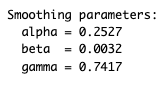 Smoothing parameters:
alpha = 0.2527
beta  = 0.0032
gamma = 0.7417